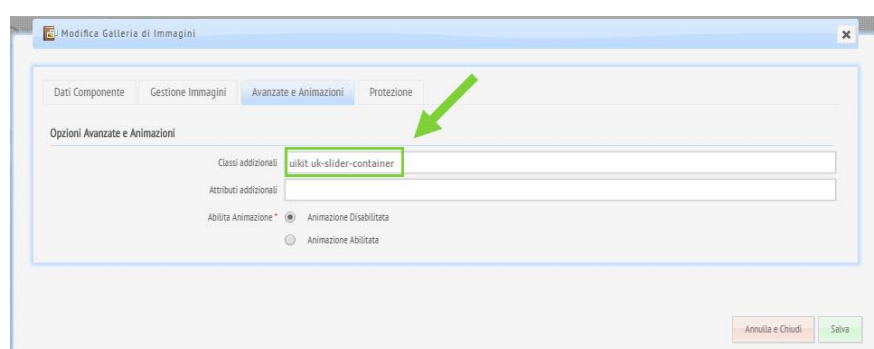 Modifica Galleria di Immagini
Dati Componente Gestione Immagini Avanzate e Animazioni Protezione
Opzioni Avanzate e Animazioni
Classi addizionali uikit uk-slider-container
Attributi addizionali
Abilita Animazione * Animazione Disabilitata
Animazione Abilitata
Annulla e Chiudi Salva